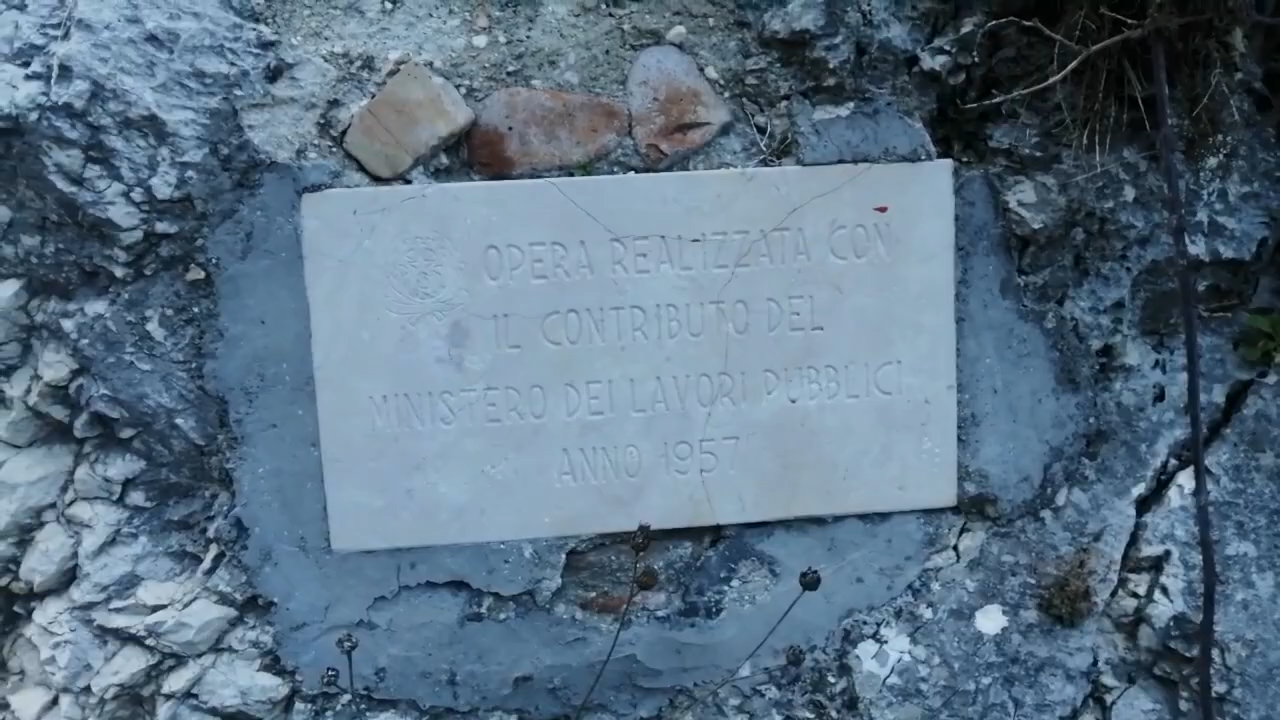 OPERA REALIZZATA CON
IL CONTRIBUTO DEL
MINISTERO DEI LAVORI PUBBLICI
ANNO 1957